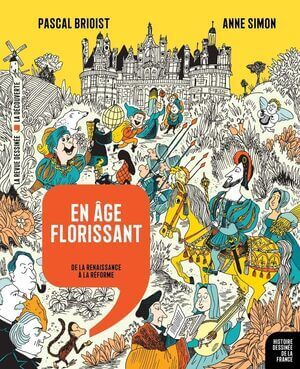 PASCAL BRIOIST
ANNE SIMON
LA REVUE DESSINÉE
LA DÉCOUVERTE
EN ÂGE
FLORISSANT
DE LA RENAISSANCE
À LA RÉFORME
HISTOIRE
DESSINÉE
DE LA
FRANCE